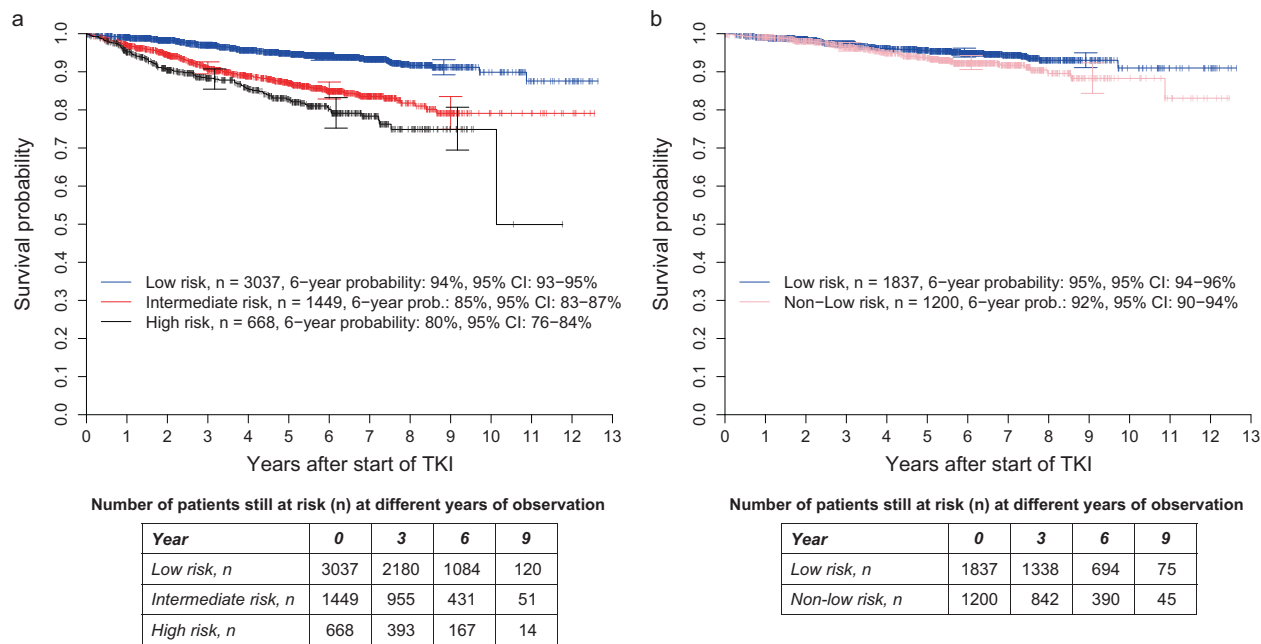 a
Survival probability
1.0
0.9
0.8
0.7
0.6
0.5
0.4
0.3
0.2
0.1
0.0
Low risk, n = 3037, 6−year probability: 94%, 95% CI: 93−95%
Intermediate risk, n = 1449, 6−year prob.: 85%, 95% CI: 83−87%
High risk, n = 668, 6−year probability: 80%, 95% CI: 76−84%
0 1 2 3 4 5 6 7 8 9 10 11 12 13
Years after start of TKI
Number of patients still at risk (n) at different years of observation
Year 0 3 6 9
Low risk, n 3037 2180 1084 120
Intermediate risk, n 1449 955 431 51
High risk, n 668 393 167 14
b
Survival probability
1.0
0.9
0.8
0.7
0.6
0.5
0.4
0.3
0.2
0.1
0.0
Low risk, n = 1837, 6−year probability: 95%, 95% CI: 94−96%
Non−Low risk, n = 1200, 6−year prob.: 92%, 95% CI: 90−94%
0 1 2 3 4 5 6 7 8 9 10 11 12 13
Years after start of TKI
Number of patients still at risk (n) at different years of observation
Year 0 3 6 9
Low risk, n 1837 1338 694 75
Non-low risk, n 1200 842 390 45